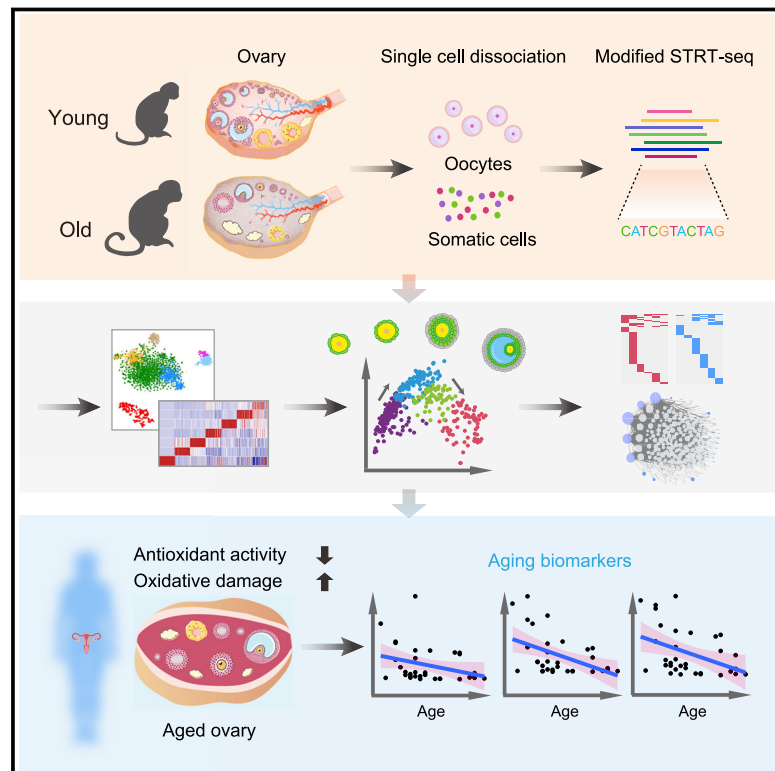 Ovary
Single cell dissociation
Modified STRT-seq
Young
Oocytes
Old
Somatic cells
CATCGTACTAG
Antioxidant activity
Oxidative damage
Aging biomarkers
Aged ovary
Age
Age
Age